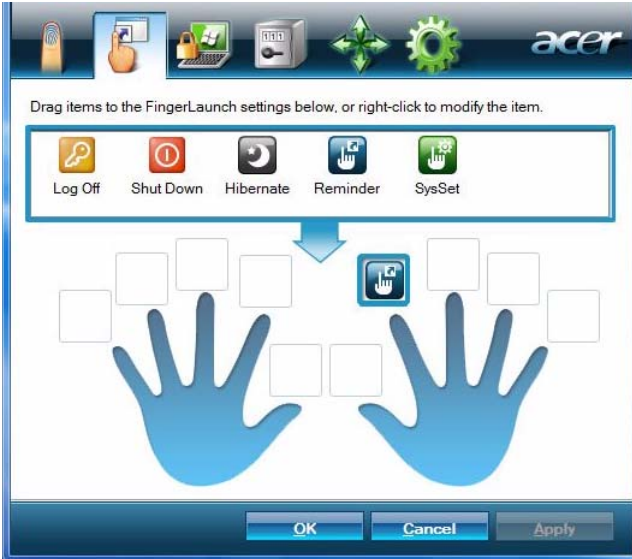 acer
Drag items to the FingerLaunch settings below, or right-click to modify the item.
Log Off Shut Down Hibernate Reminder SysSet
OK Cancel Apply